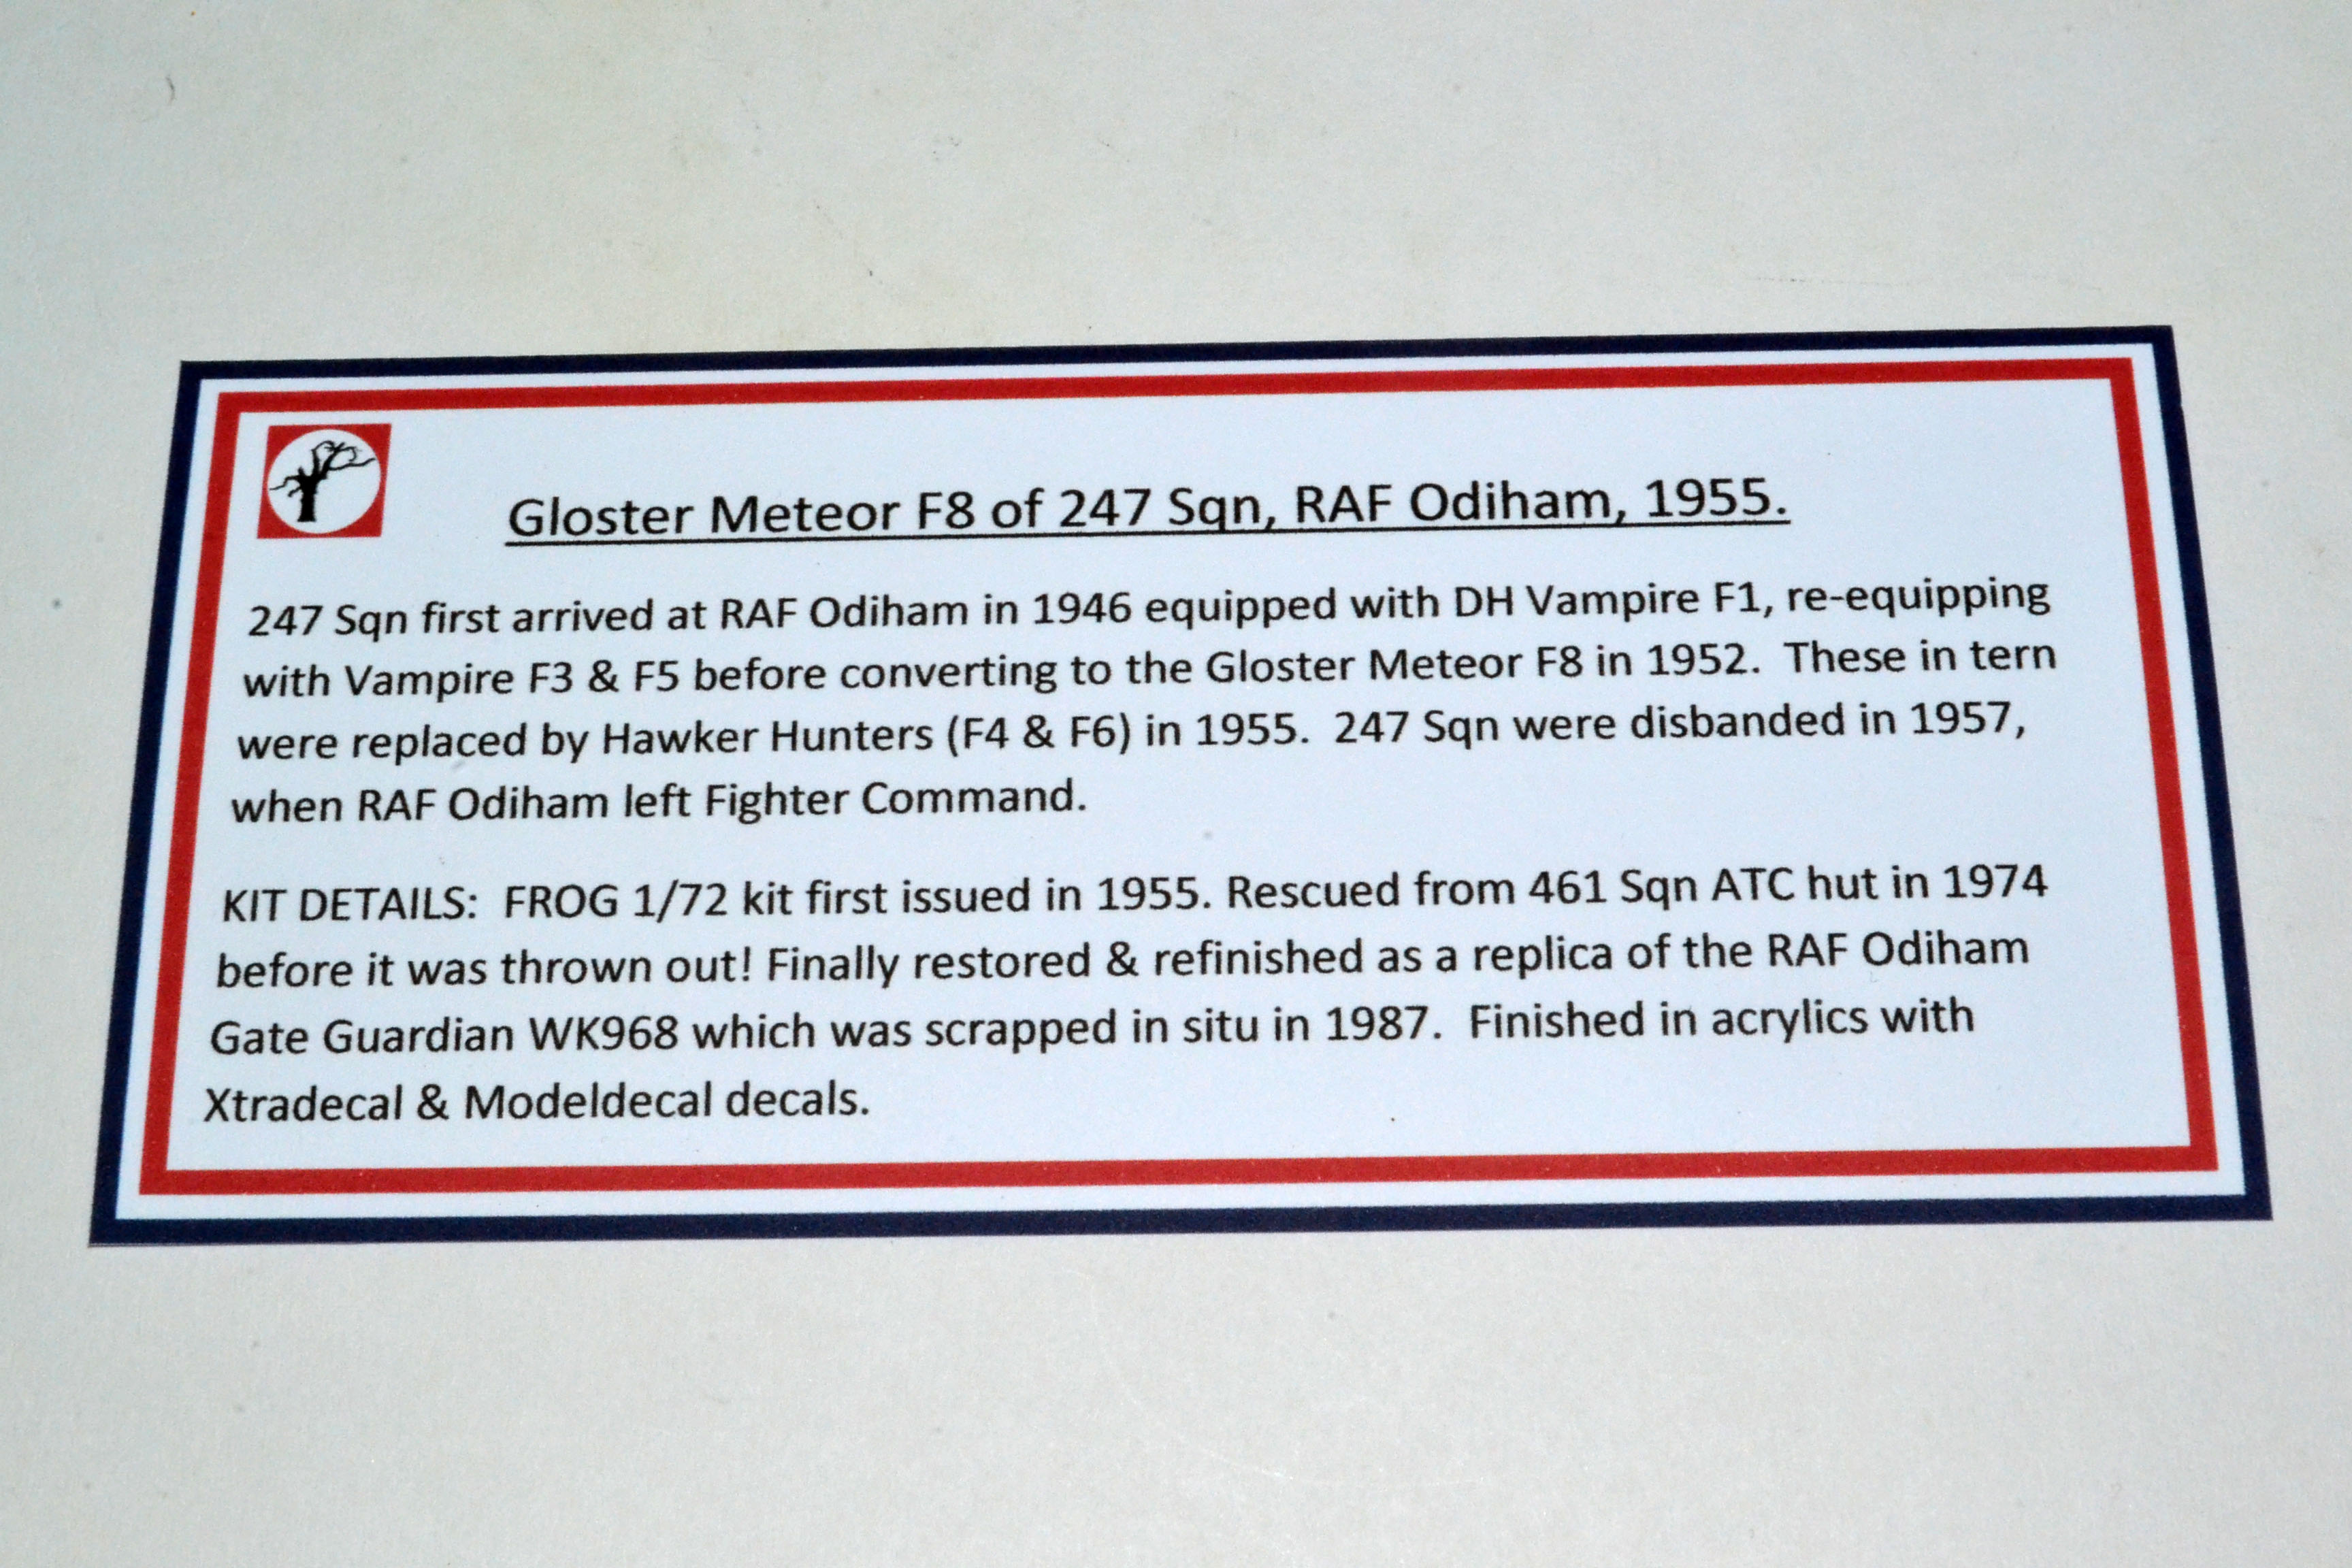 Gloster Meteor F8 of 247 Sqn, RAF Odiham, 1955.
247 Sqn first arrived at RAF Odiham in 1946 equipped with DH Vampire F1, re-equipping
with Vampire F3 & F5 before converting to the Gloster Meteor F8 in 1952.  These in tern
were replaced by Hawker Hunters (F4 & F6) in 1955.  247 Sqn were disbanded in 1957,
when RAF Odiham left Fighter Command.
KIT DETAILS:  FROG 1/72 kit first issued in 1955. Rescued from 461 Sqn ATC hut in 1974
before it was thrown out! Finally restored & refinished as a replica of the RAF Odiham
Gate Guardian WK968 which was scrapped in situ in 1987.  Finished in acrylics with
Xtradecal & Modeldecal decals.